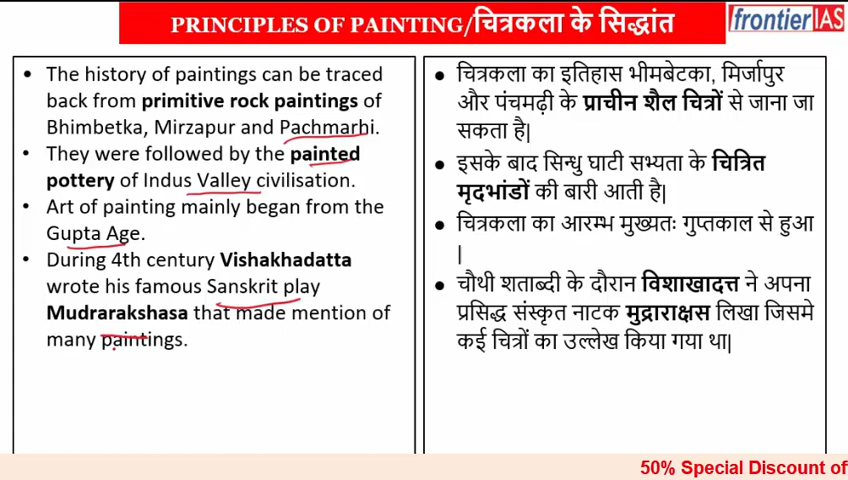 PRINCIPLES OF PAINTING/चित्रकला के सिद्धांत
frontierIAS
• The history of paintings can be traced
back from primitive rock paintings of
Bhimbetka, Mirzapur and Pachmarhi.
• They were followed by the painted
pottery of Indus Valley civilisation.
• Art of painting mainly began from the
Gupta Age.
• During 4th century Vishakhadatta
wrote his famous Sanskrit play
Mudrarakshasa that made mention of
many paintings.
• चित्रकला का इतिहास भीमबेटका, मिर्जापुर
और पंचमढ़ी के प्राचीन शैल चित्रों से जाना जा
सकता है|
• इसके बाद सिन्धु घाटी सभ्यता के चित्रित
मृदभांडों की बारी आती है|
• चित्रकला का आरम्भ मुख्यतः गुप्तकाल से हुआ
|
• चौथी शताब्दी के दौरान विशाखादत्त ने अपना
प्रसिद्ध संस्कृत नाटक मुद्राराक्षस लिखा जिसमे
कई चित्रों का उल्लेख किया गया था|
50% Special Discount of